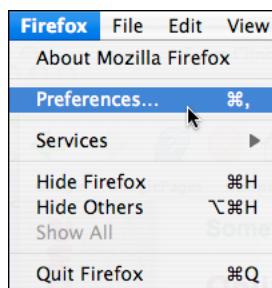 Firefox File Edit View
About Mozilla Firefox
Preferences... ⌘,
Services
Hide Firefox ⌘H
Hide Others ⌥⌘H
Show All
Quit Firefox ⌘Q